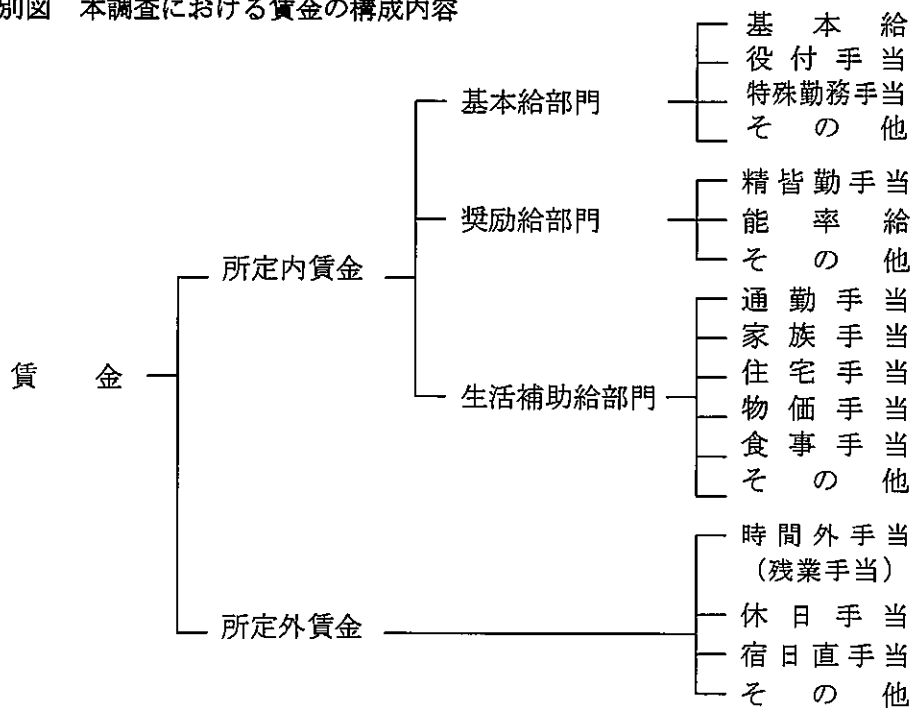 別図 本調査における賃金の構成内容
賃金
所定内賃金
基本給部門
基本給
役付手当
特殊勤務手当
その他
奨励給部門
精皆勤手当
能率給
その他
生活補助給部門
通勤手当
家族手当
住宅手当
物価手当
食事手当
その他
所定外賃金
時間外手当
(残業手当)
休日手当
宿日直手当
その他